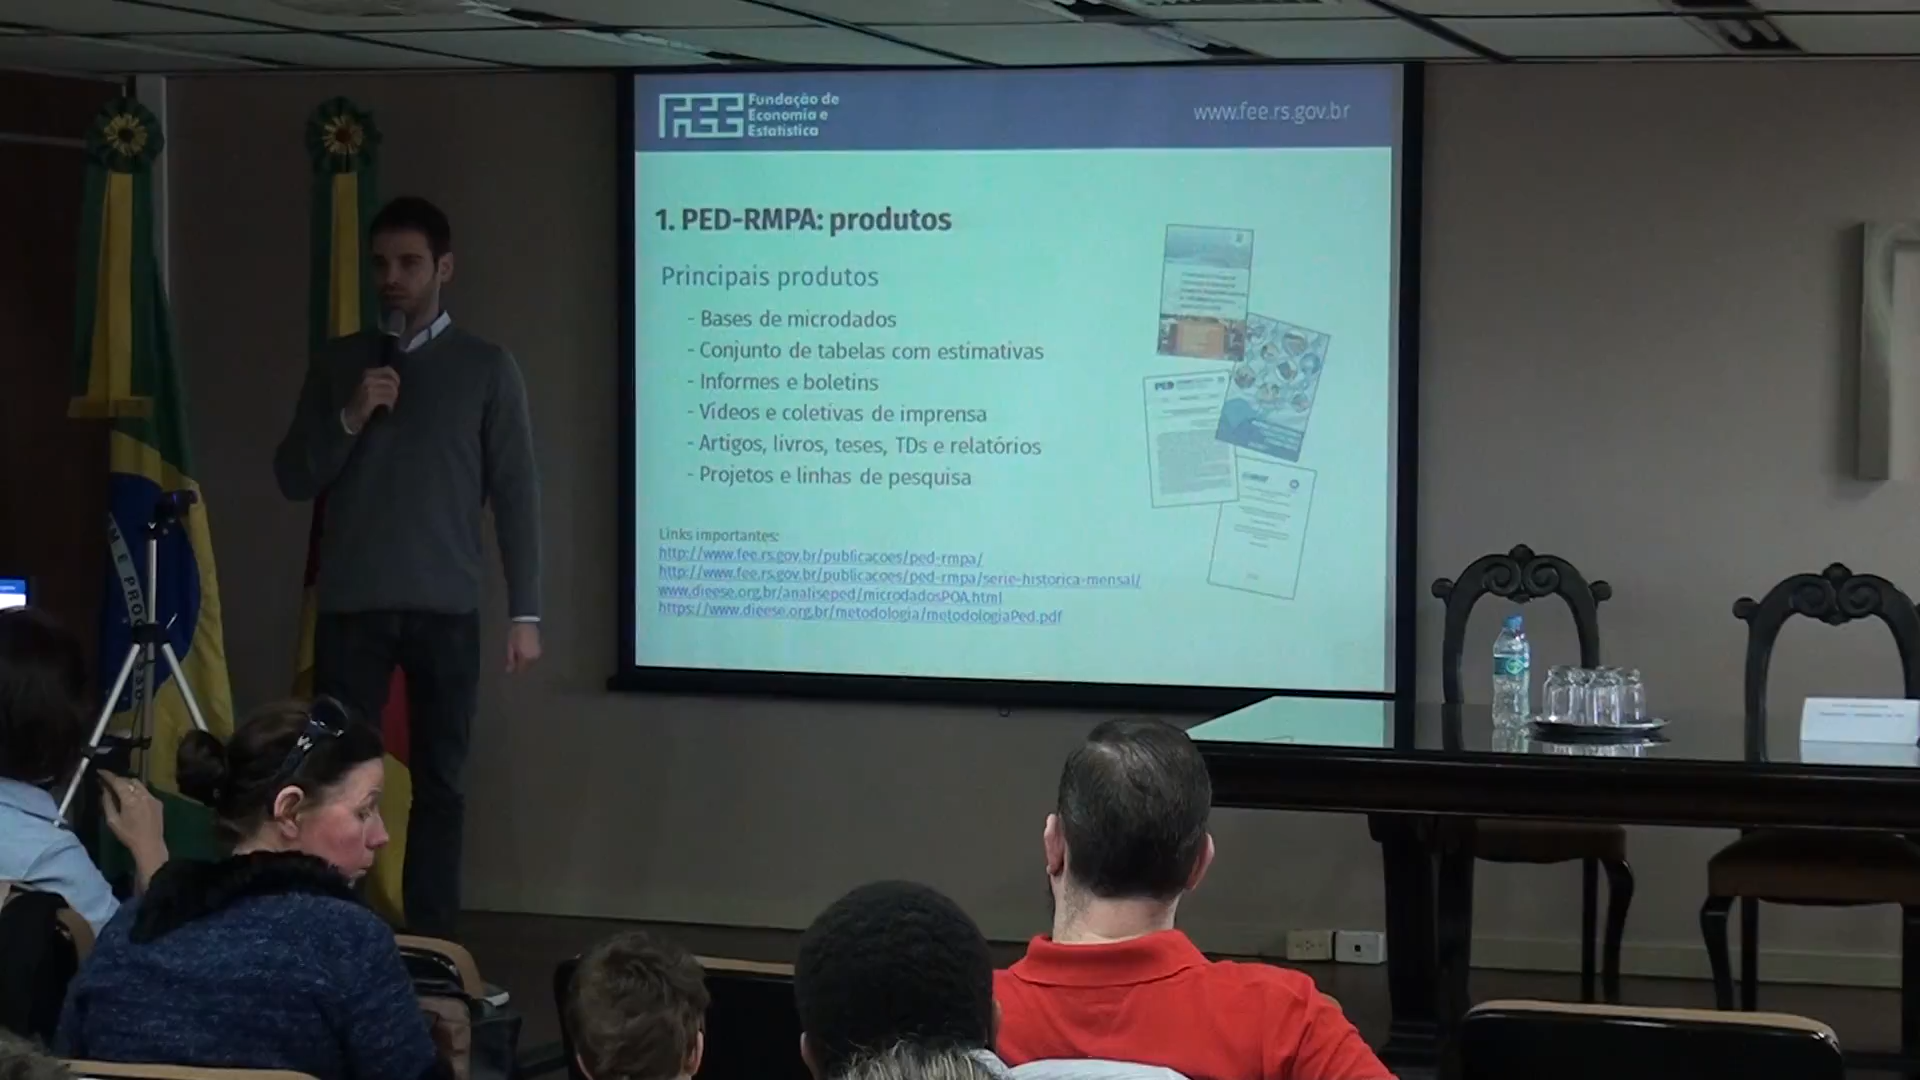 FEE
Fundação de
Economia e
Estatística
www.fee.rs.gov.br
1. PED-RMPA: produtos
Principais produtos
- Bases de microdados
- Conjunto de tabelas com estimativas
- Informes e boletins
- Vídeos e coletivas de imprensa
- Artigos, livros, teses, TDs e relatórios
- Projetos e linhas de pesquisa
Links importantes:
http://www.fee.rs.gov.br/publicacoes/ped-rmpa/
http://www.fee.rs.gov.br/publicacoes/ped-rmpa/serie-historica-mensal/
www.dieese.org.br/analiseped/microdadosPOA.html
https://www.dieese.org.br/metodologia/metodologiaPed.pdf
PED
M E PRO